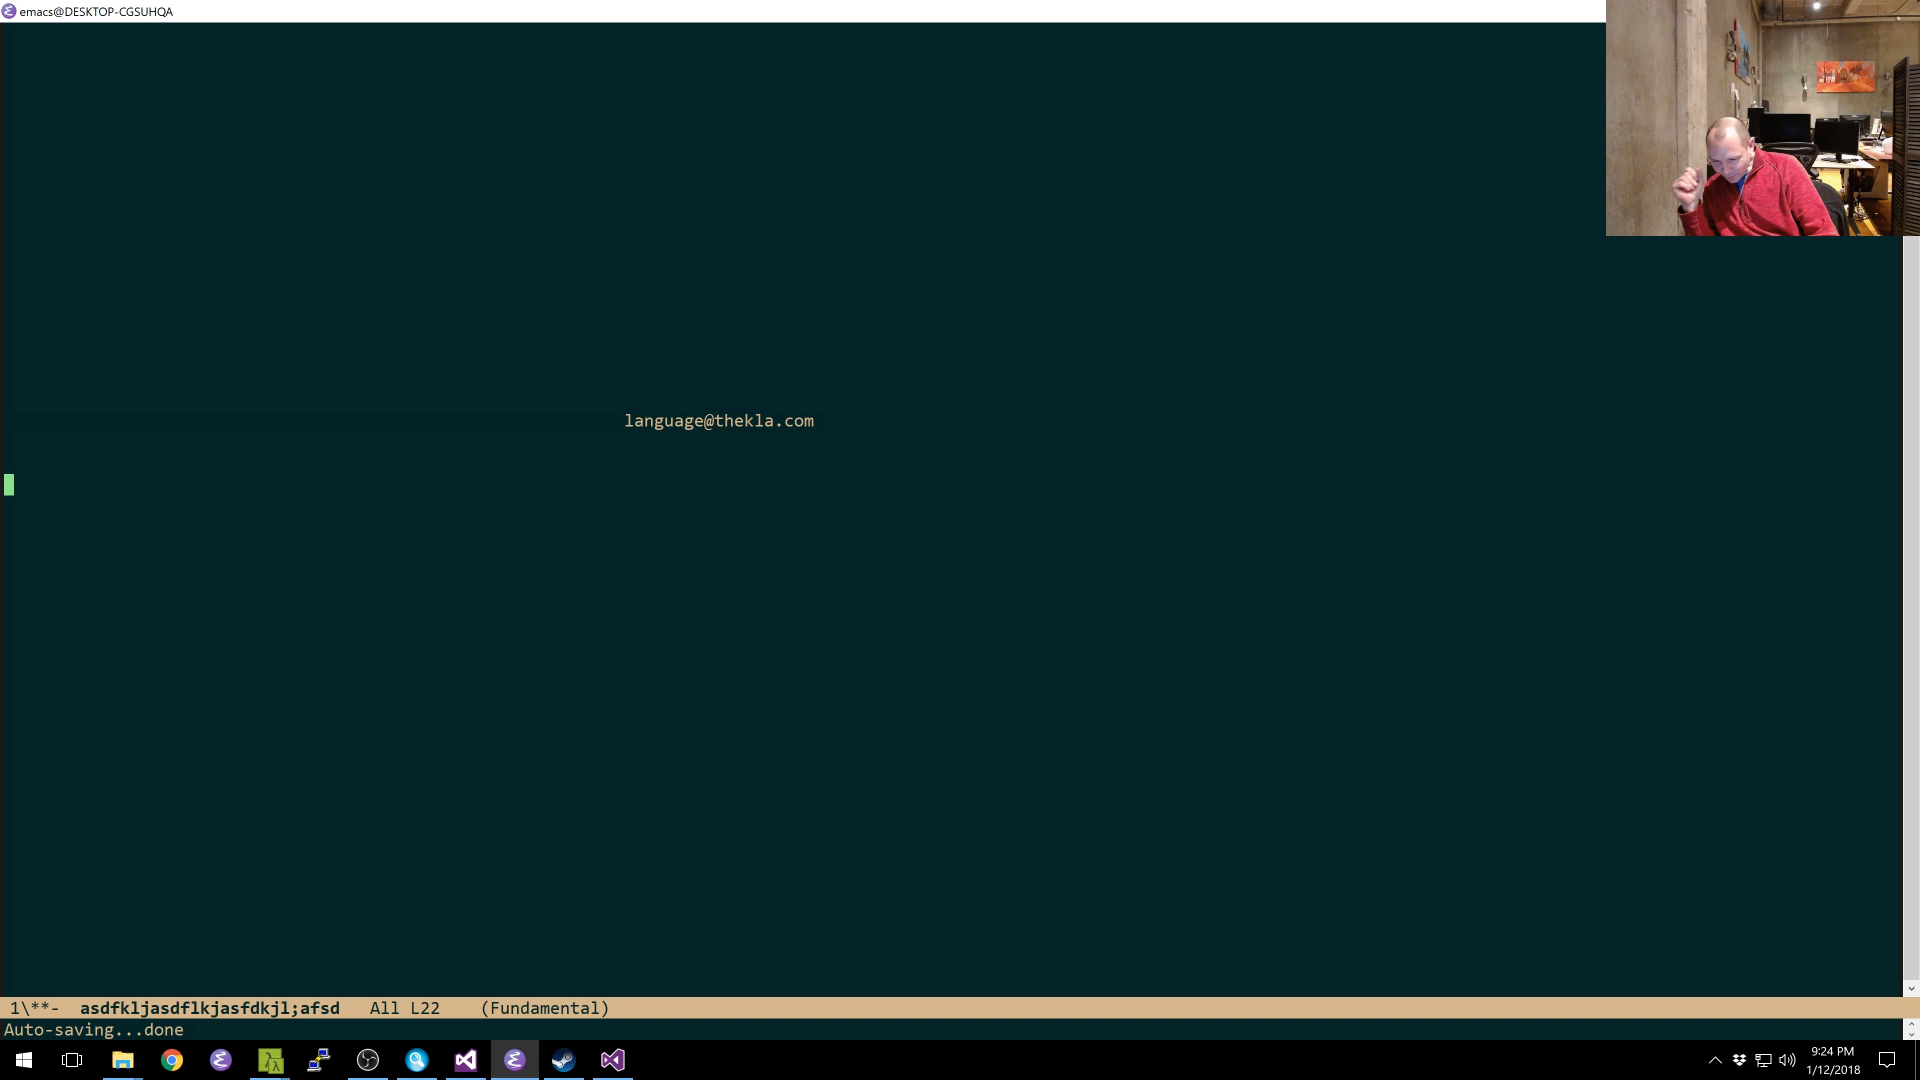 emacs@DESKTOP-CGSUHQA
language@thekla.com
1\**-  asdfkljasdflkjasfdkjl;afsd   All L22    (Fundamental)
Auto-saving...done
9:24 PM
1/12/2018